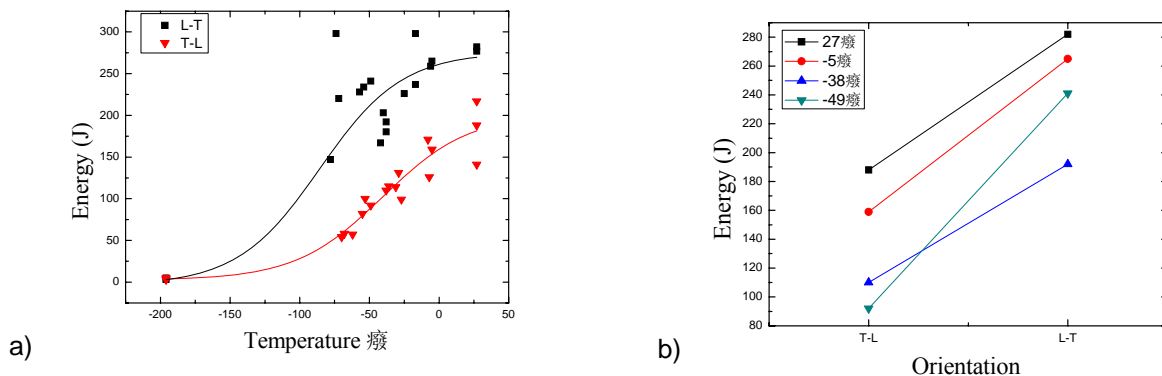 L-T
T-L
300
250
200
150
100
50
0
Energy (J)
-200
-150
-100
-50
0
50
Temperature 癈
a)
27癈
-5癈
-38癈
-49癈
280
260
240
220
200
180
160
140
120
100
80
Energy (J)
T-L
L-T
Orientation
b)